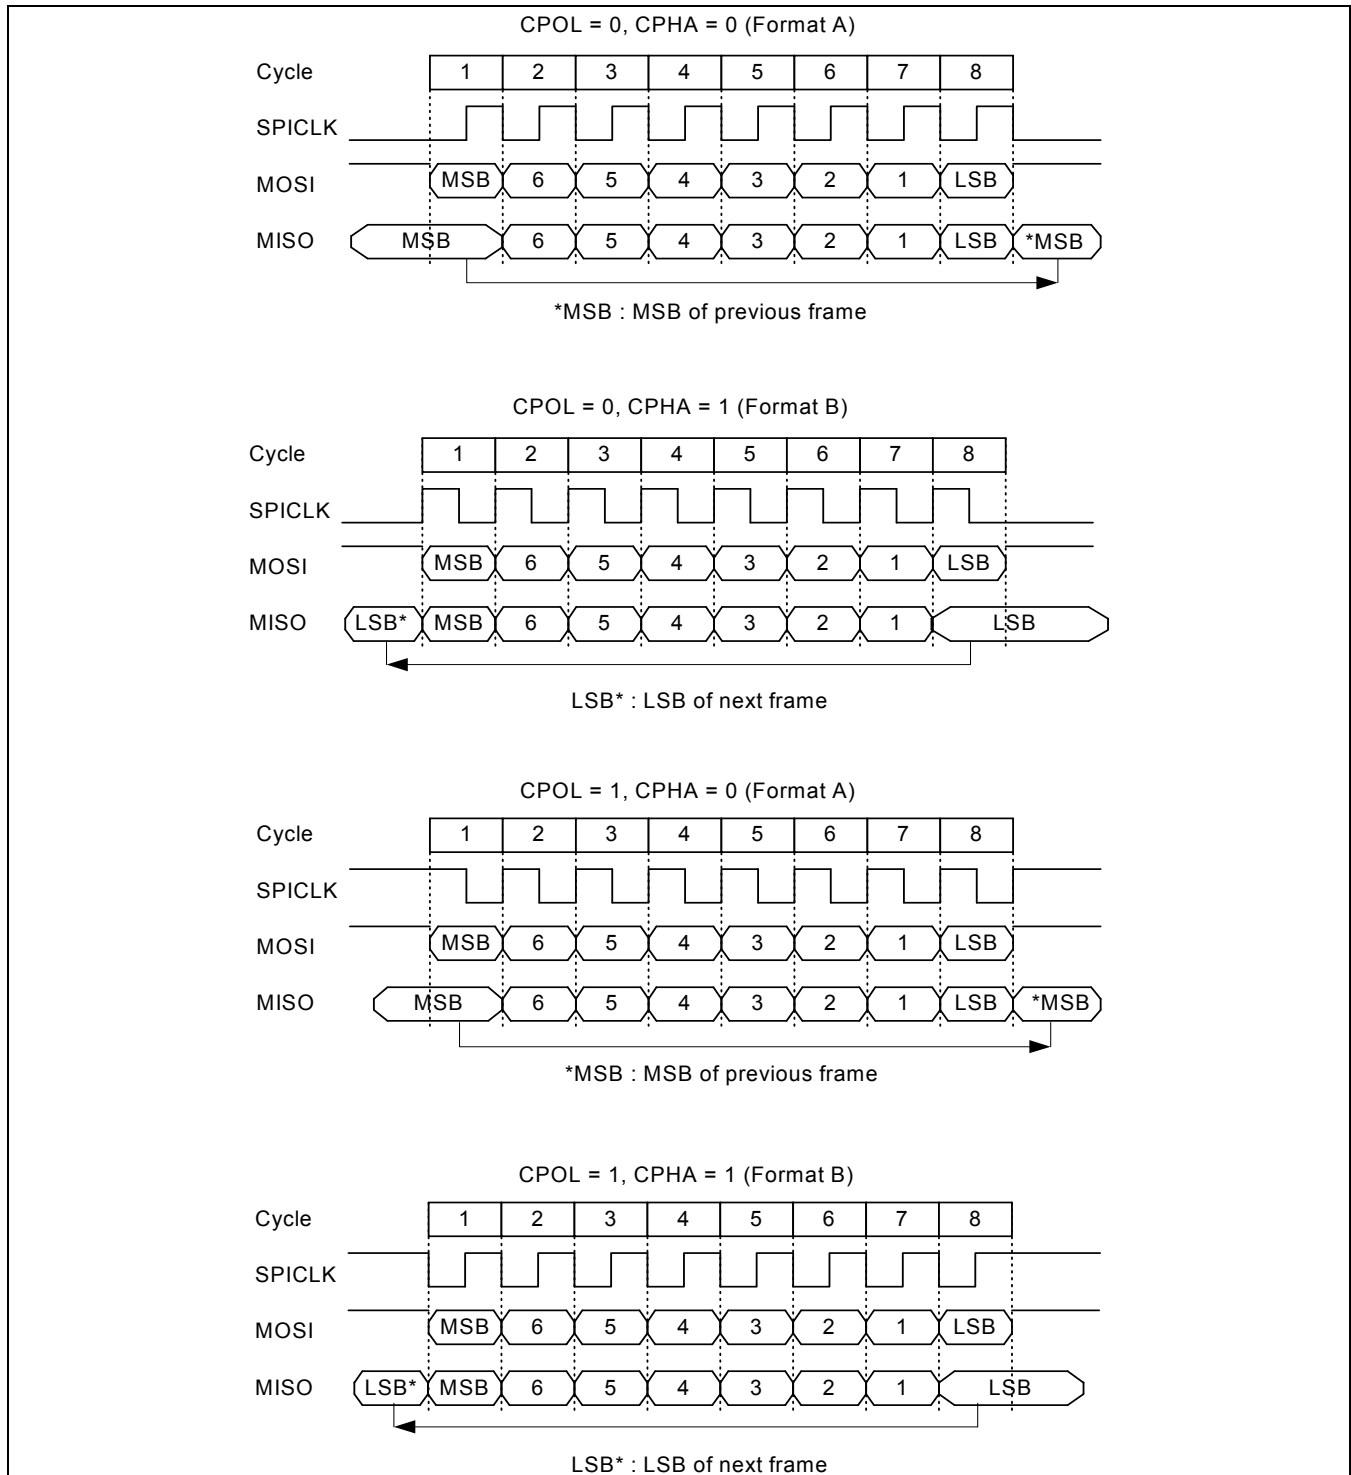 CPOL = 0, CPHA = 0 (Format A)
Cycle 1 2 3 4 5 6 7 8
SPICLK
MOSI MSB 6 5 4 3 2 1 LSB
MISO MSB 6 5 4 3 2 1 LSB *MSB
*MSB : MSB of previous frame
CPOL = 0, CPHA = 1 (Format B)
Cycle 1 2 3 4 5 6 7 8
SPICLK
MOSI MSB 6 5 4 3 2 1 LSB
MISO LSB* MSB 6 5 4 3 2 1 LSB
LSB* : LSB of next frame
CPOL = 1, CPHA = 0 (Format A)
Cycle 1 2 3 4 5 6 7 8
SPICLK
MOSI MSB 6 5 4 3 2 1 LSB
MISO MSB 6 5 4 3 2 1 LSB *MSB
*MSB : MSB of previous frame
CPOL = 1, CPHA = 1 (Format B)
Cycle 1 2 3 4 5 6 7 8
SPICLK
MOSI MSB 6 5 4 3 2 1 LSB
MISO LSB* MSB 6 5 4 3 2 1 LSB
LSB* : LSB of next frame